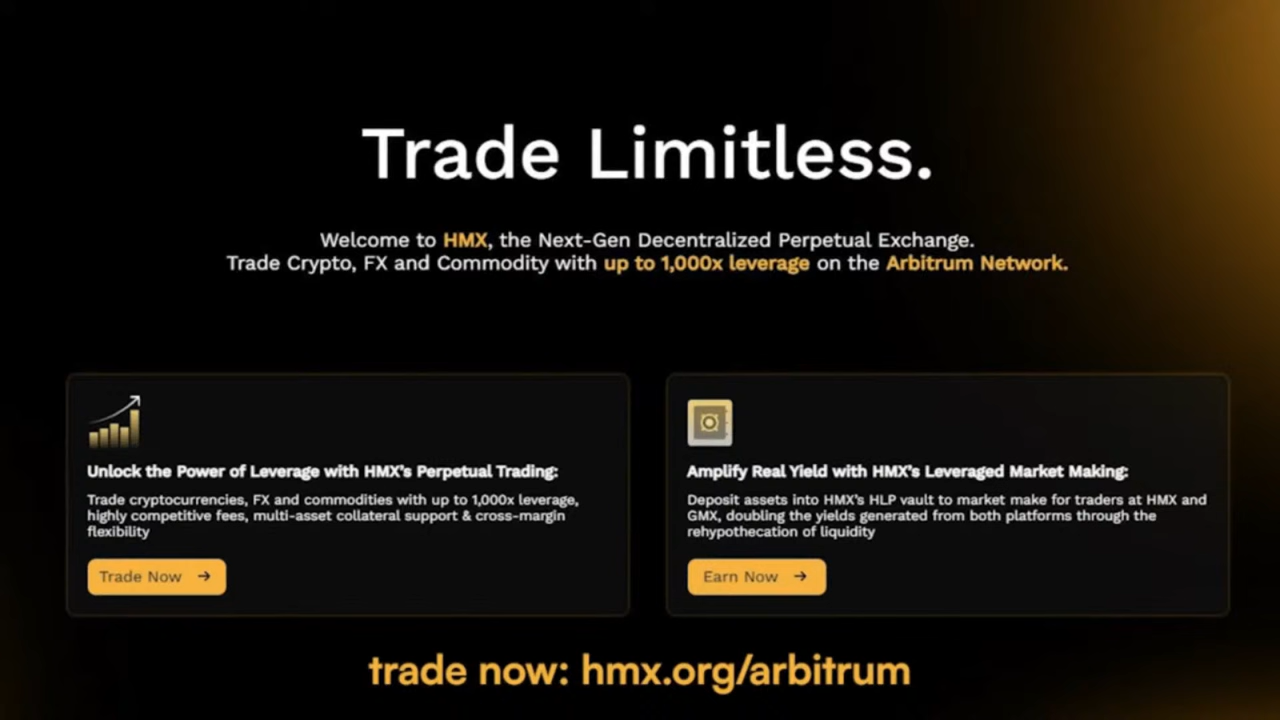 Trade Limitless.
Welcome to HMX, the Next-Gen Decentralized Perpetual Exchange.
Trade Crypto, FX and Commodity with up to 1,000x leverage on the Arbitrum Network.
Unlock the Power of Leverage with HMX's Perpetual Trading:
Trade cryptocurrencies, FX and commodities with up to 1,000x leverage,
highly competitive fees, multi-asset collateral support & cross-margin
flexibility
Trade Now →
Amplify Real Yield with HMX's Leveraged Market Making:
Deposit assets into HMX's HLP vault to market make for traders at HMX and
GMX, doubling the yields generated from both platforms through the
rehypothecation of liquidity
Earn Now →
trade now: hmx.org/arbitrum